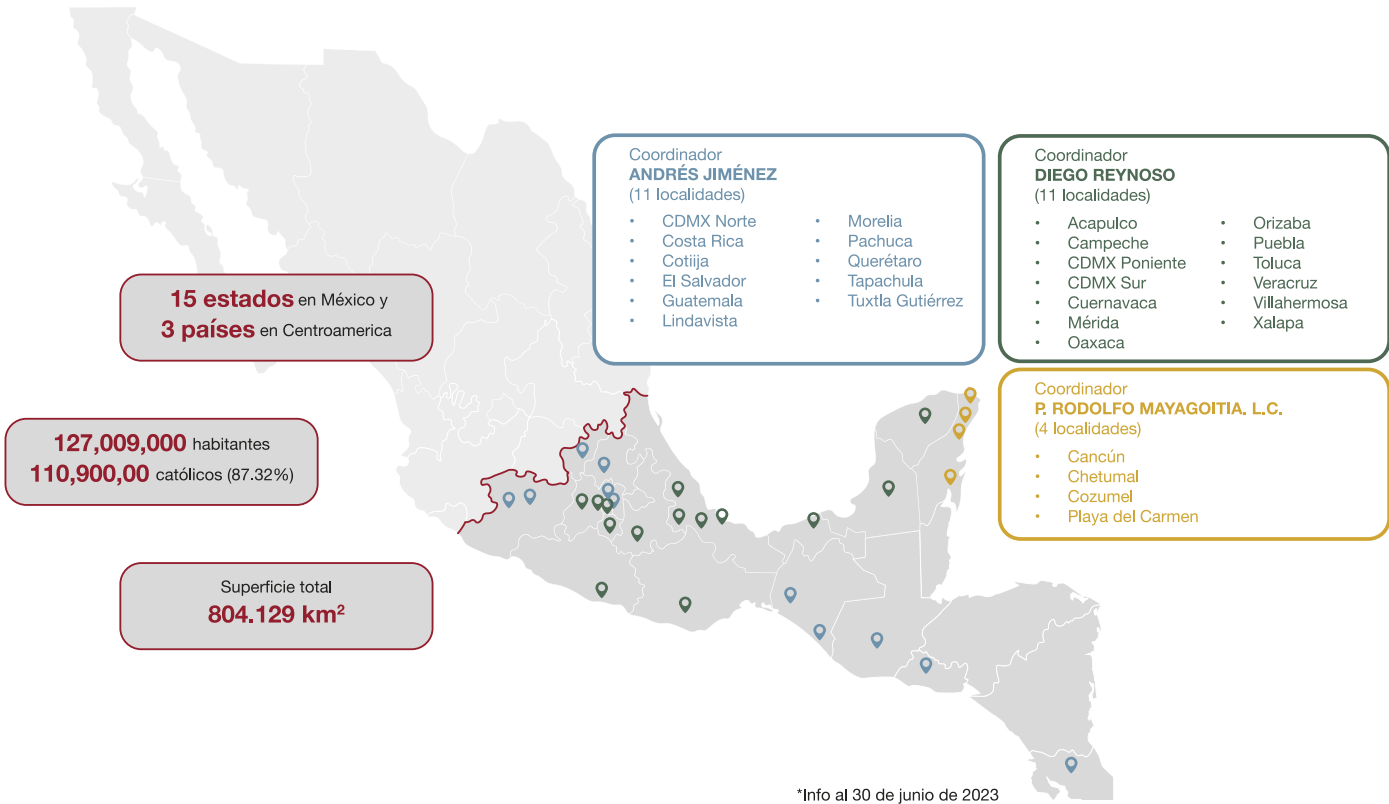 15 estados en México y
3 países en Centroamerica
127,009,000 habitantes
110,900,00 católicos (87.32%)
Superficie total
804.129 km²
Coordinador
ANDRÉS JIMÉNEZ
(11 localidades)
• CDMX Norte
• Costa Rica
• Cotiija
• El Salvador
• Guatemala
• Lindavista
• Morelia
• Pachuca
• Querétaro
• Tapachula
• Tuxtla Gutiérrez
Coordinador
DIEGO REYNOSO
(11 localidades)
• Acapulco
• Campeche
• CDMX Poniente
• CDMX Sur
• Cuernavaca
• Mérida
• Oaxaca
• Orizaba
• Puebla
• Toluca
• Veracruz
• Villahermosa
• Xalapa
Coordinador
P. RODOLFO MAYAGOITIA. L.C.
(4 localidades)
• Cancún
• Chetumal
• Cozumel
• Playa del Carmen
*Info al 30 de junio de 2023